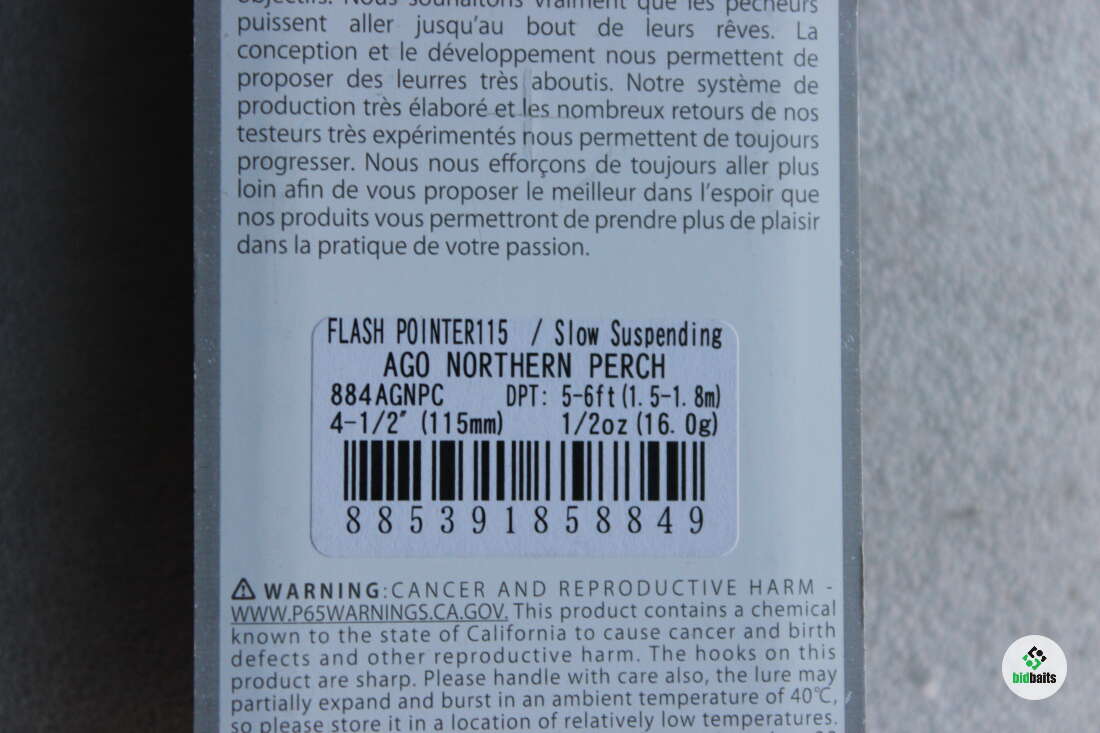 objectifs. Nous souhaitons vraiment que les pêcheurs
puissent aller jusqu'au bout de leurs rêves. La
conception et le développement nous permettent de
proposer des leurres très aboutis. Notre système de
production très élaboré et les nombreux retours de nos
testeurs très expérimentés nous permettent de toujours
progresser. Nous nous efforçons de toujours aller plus
loin afin de vous proposer le meilleur dans l'espoir que
nos produits vous permettront de prendre plus de plaisir
dans la pratique de votre passion.
FLASH POINTER115 / Slow Suspending
AGO NORTHERN PERCH
884AGNPC DPT: 5-6ft(1.5-1.8m)
4-1/2″ (115mm) 1/2oz(16.0g)
885391858849
⚠ WARNING:CANCER AND REPRODUCTIVE HARM -
WWW.P65WARNINGS.CA.GOV. This product contains a chemical
known to the state of California to cause cancer and birth
defects and other reproductive harm. The hooks on this
product are sharp. Please handle with care also, the lure may
partially expand and burst in an ambient temperature of 40℃,
so please store it in a location of relatively low temperatures.
bidbaits